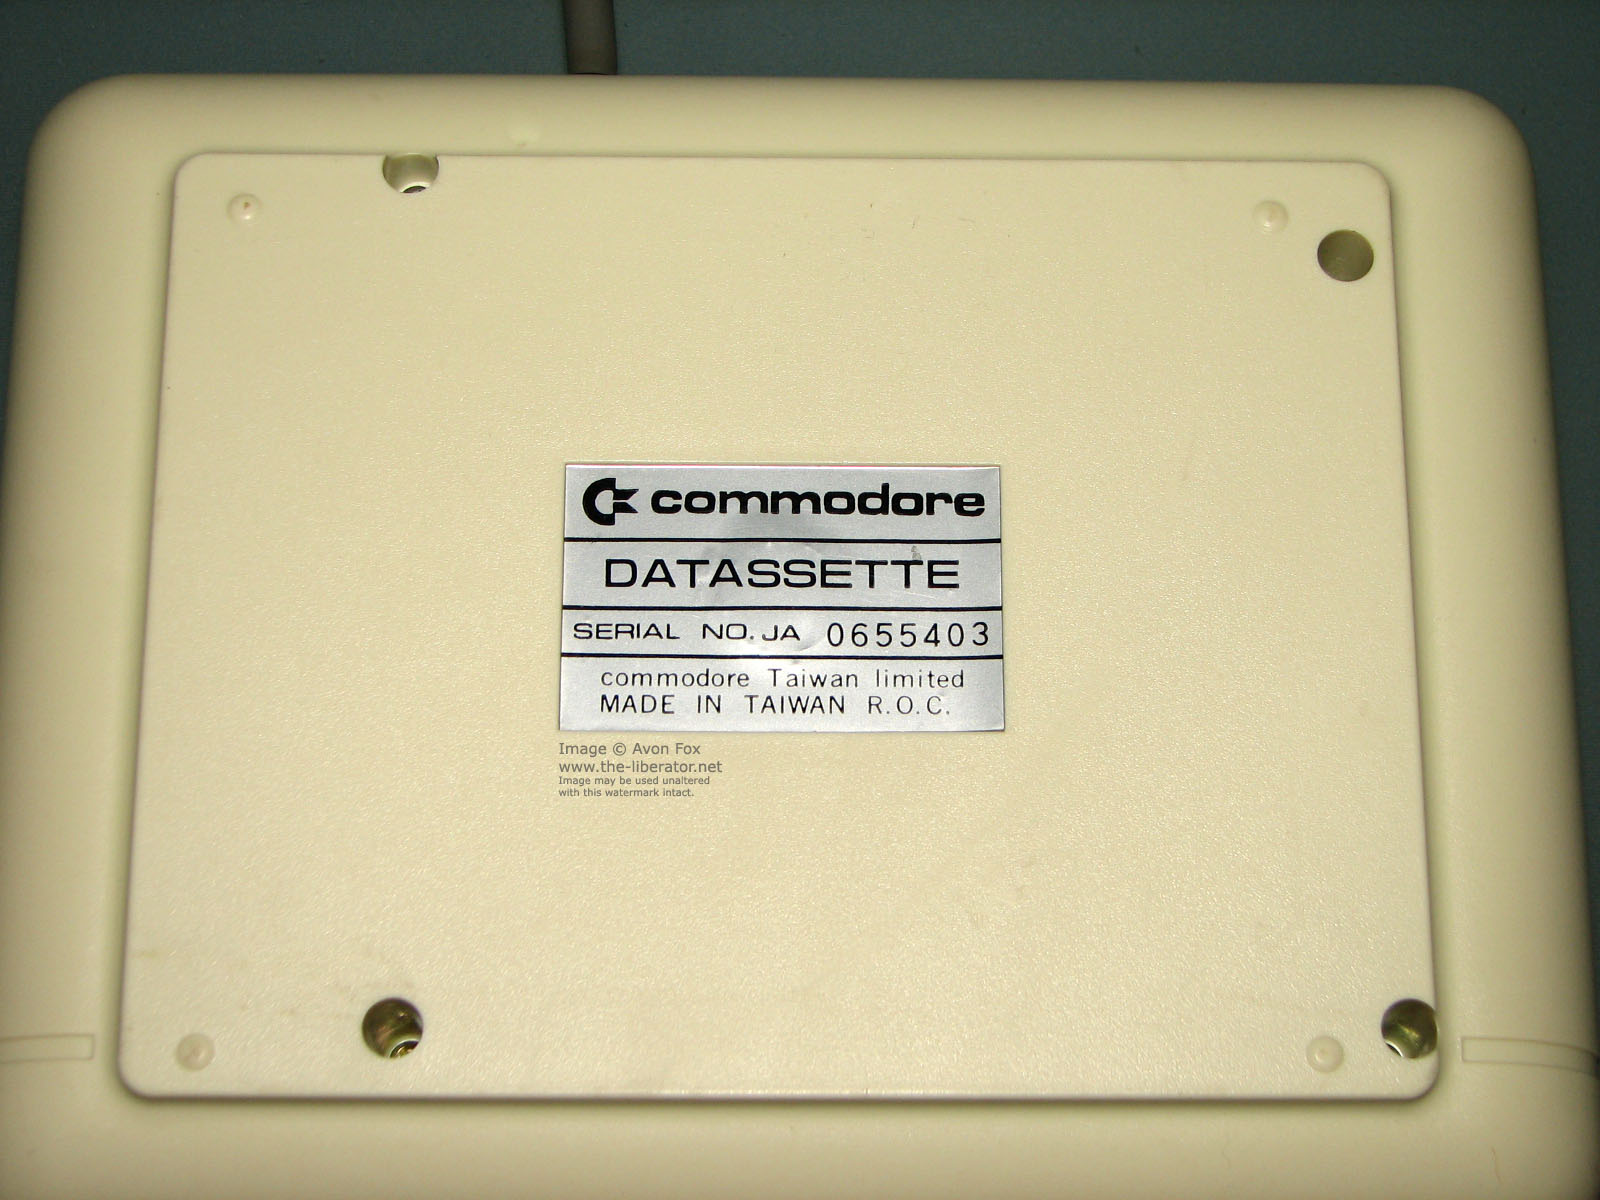 commodore
DATASSETTE
SERIAL NO. JA 0655403
commodore Taiwan limited
MADE IN TAIWAN R.O.C.
Image © Avon Fox
www.the-liberator.net
Image may be used unaltered
with this watermark intact.